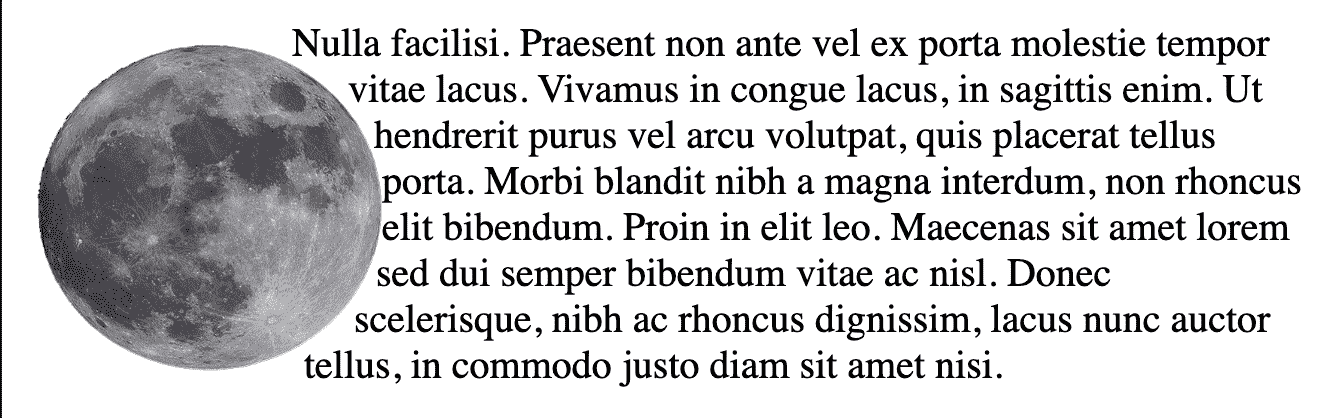 Nulla facilisi. Praesent non ante vel ex porta molestie tempor
vitae lacus. Vivamus in congue lacus, in sagittis enim. Ut
hendrerit purus vel arcu volutpat, quis placerat tellus
porta. Morbi blandit nibh a magna interdum, non rhoncus
elit bibendum. Proin in elit leo. Maecenas sit amet lorem
sed dui semper bibendum vitae ac nisl. Donec
scelerisque, nibh ac rhoncus dignissim, lacus nunc auctor
tellus, in commodo justo diam sit amet nisi.